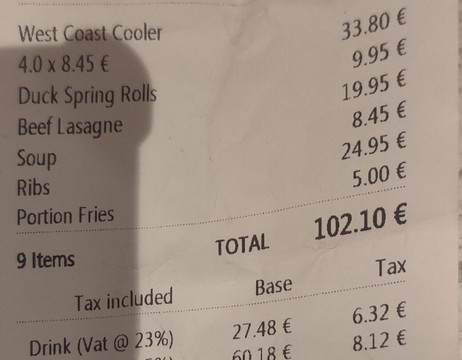 West Coast Cooler 33.80 €
4.0 x 8.45 €
Duck Spring Rolls 9.95 €
Beef Lasagne 19.95 €
Soup 8.45 €
Ribs 24.95 €
Portion Fries 5.00 €
9 Items TOTAL 102.10 €
Tax included Base Tax
Drink (Vat @ 23%) 27.48 € 6.32 €
60.18 € 8.12 €